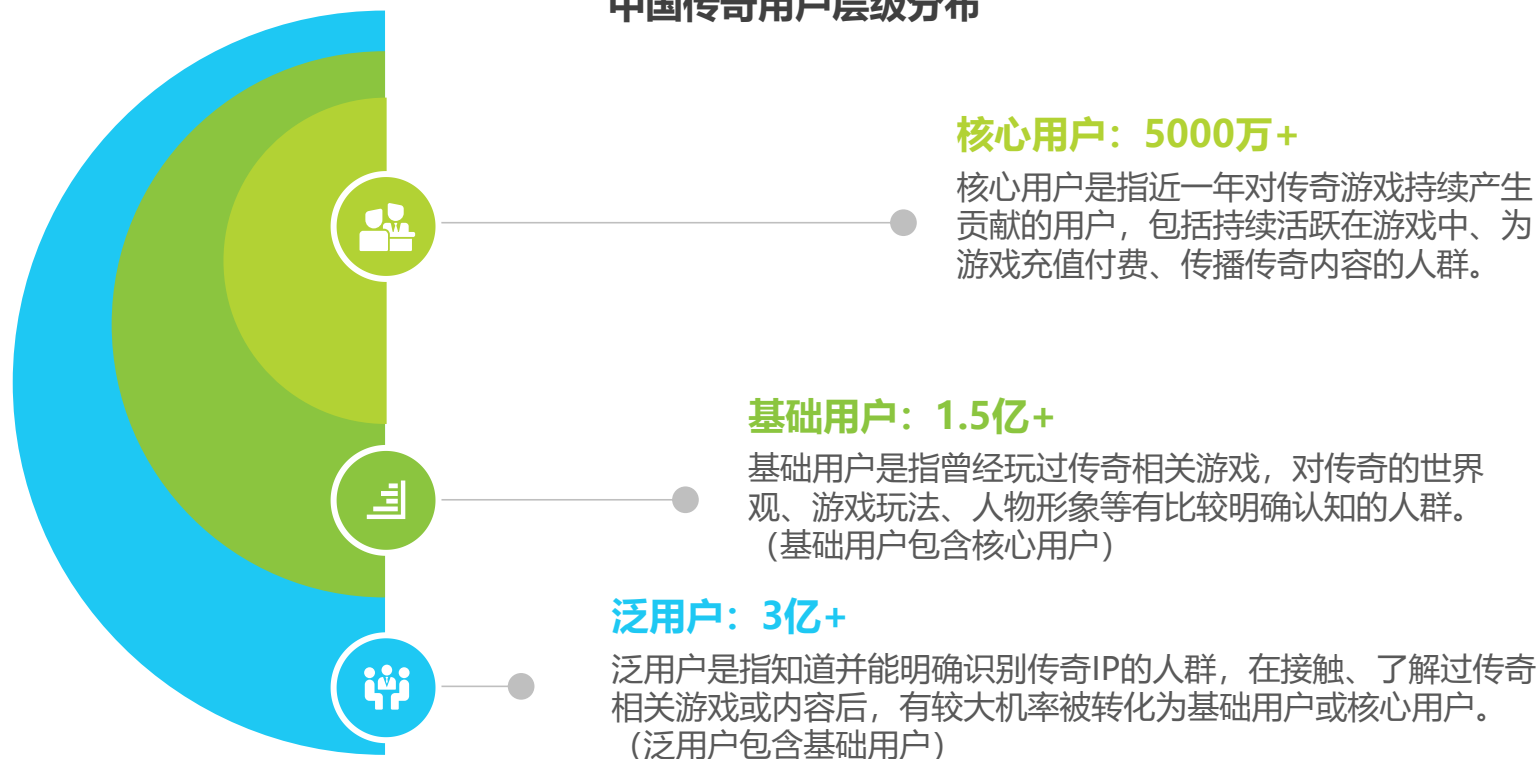 中国传奇用户层级分布
核心用户：5000万+
核心用户是指近一年对传奇游戏持续产生
贡献的用户，包括持续活跃在游戏中、为
游戏充值付费、传播传奇内容的人群。
基础用户：1.5亿+
基础用户是指曾经玩过传奇相关游戏，对传奇的世界
观、游戏玩法、人物形象等有比较明确认知的人群。
（基础用户包含核心用户）
泛用户：3亿+
泛用户是指知道并能明确识别传奇IP的人群，在接触、了解过传奇
相关游戏或内容后，有较大机率被转化为基础用户或核心用户。
（泛用户包含基础用户）